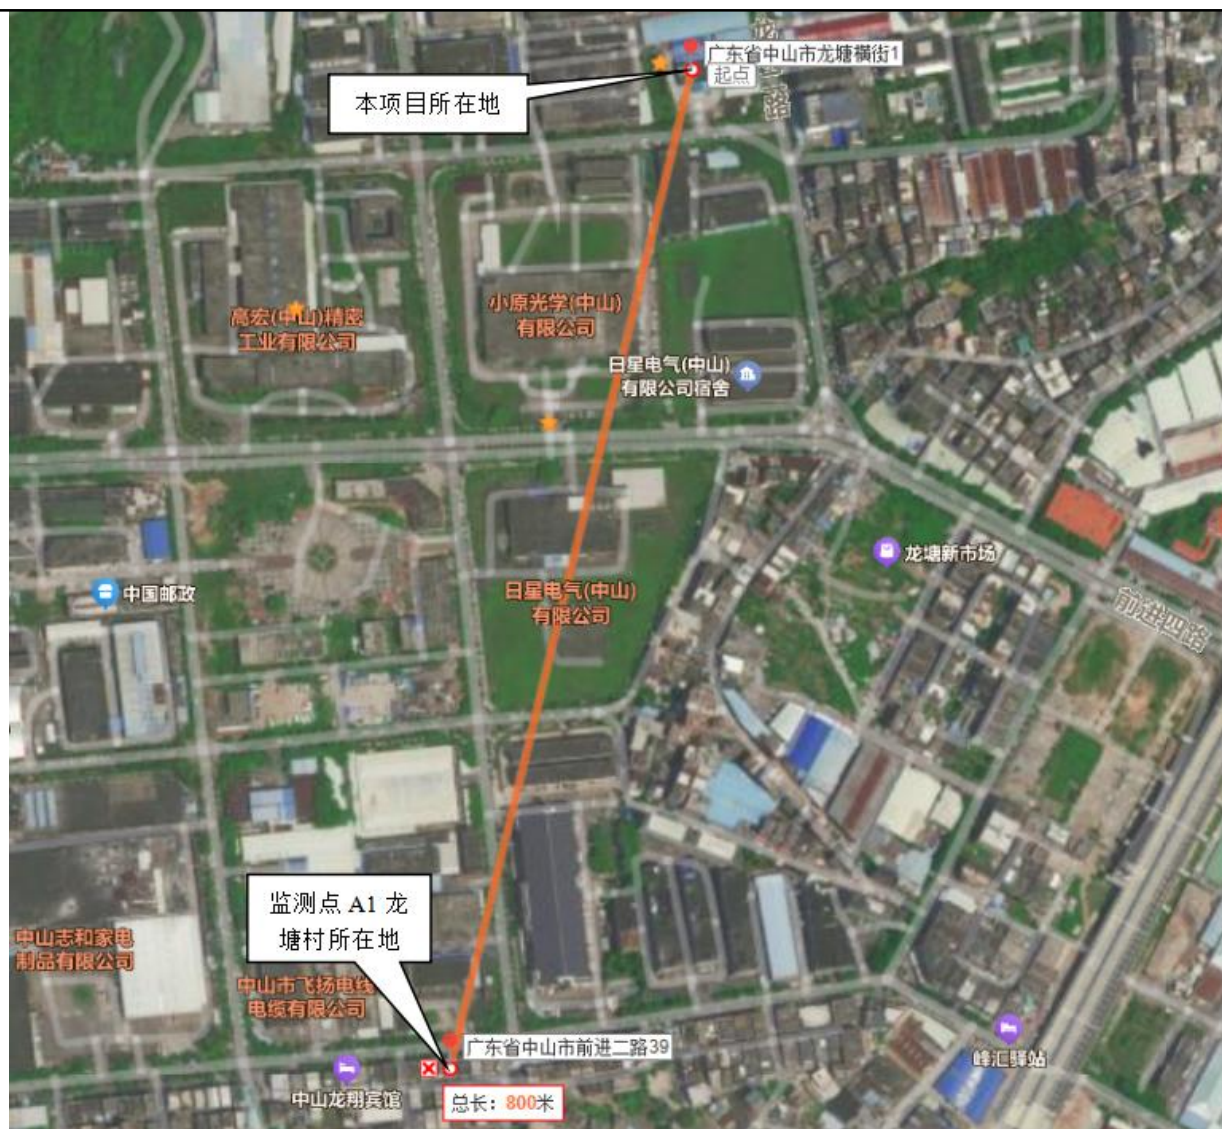 广东省中山市龙塘横街1
起点
本项目所在地
高宏(中山)精密
工业有限公司
小原光学(中山)
有限公司
日星电气(中山)
有限公司宿舍
龙塘新市场
日星电气(中山)
有限公司
中国邮政
前进四路
监测点 A1 龙
塘村所在地
中山志和家电
制品有限公司
中山市飞扬电线
电缆有限公司
广东省中山市前进二路39
峰汇驿站
中山龙翔宾馆
总长：800米